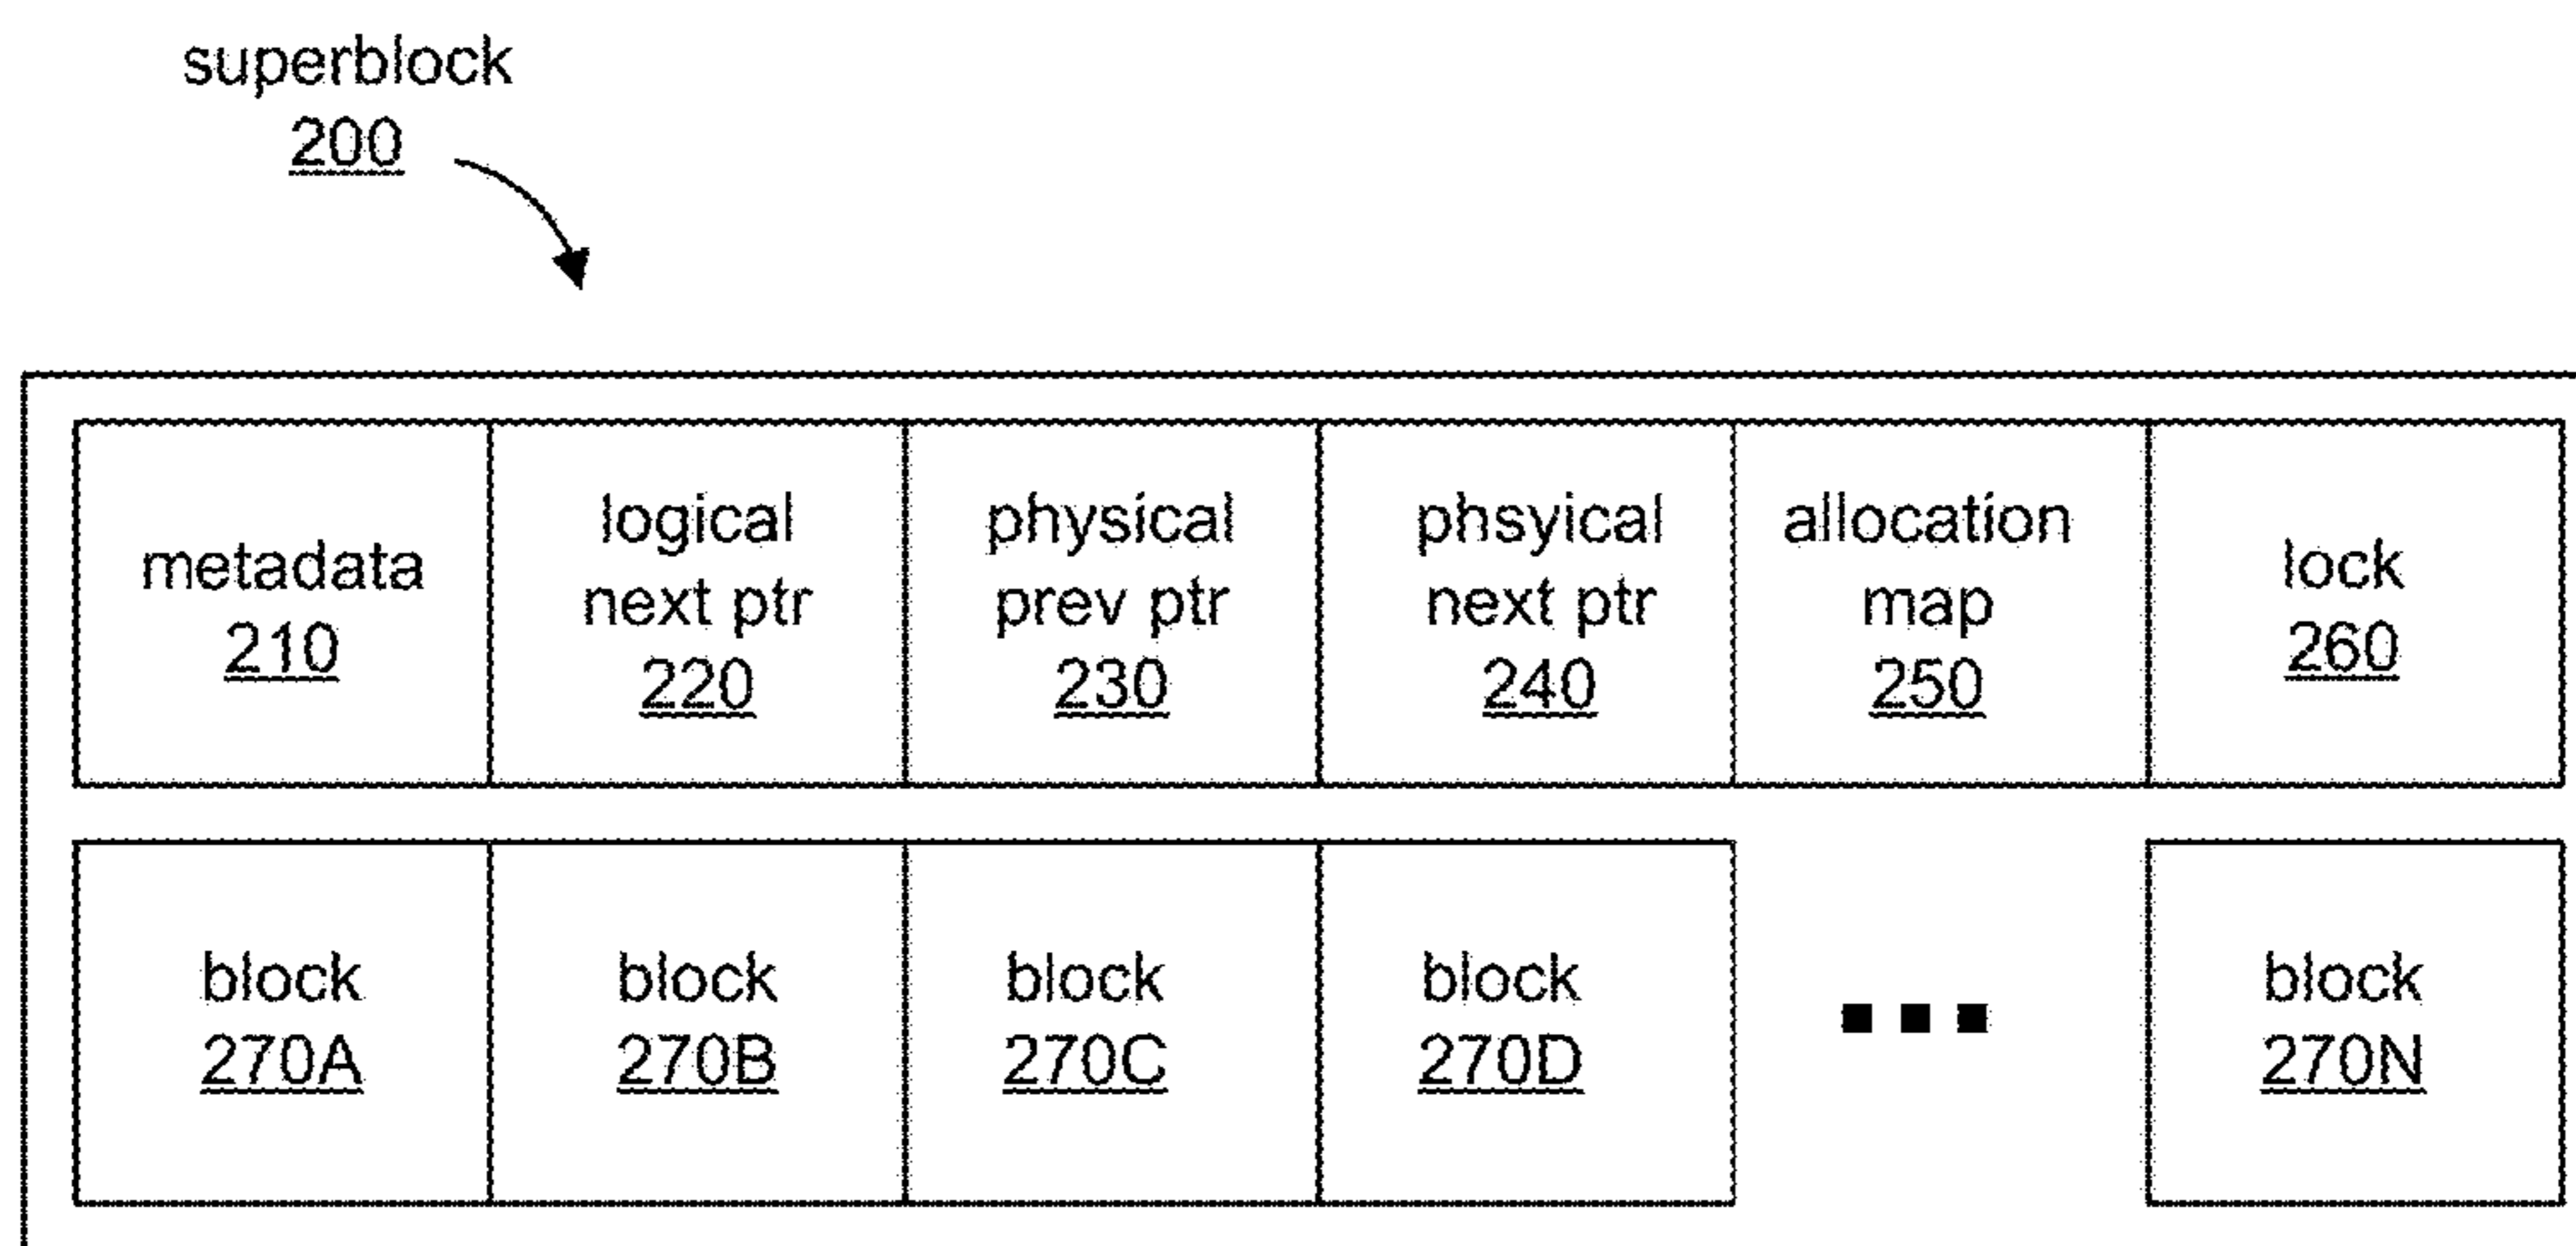 superblock
200
metadata
210
logical
next ptr
220
physical
prev ptr
230
phsyical
next ptr
240
allocation
map
250
lock
260
block
270A
block
270B
block
270C
block
270D
block
270N